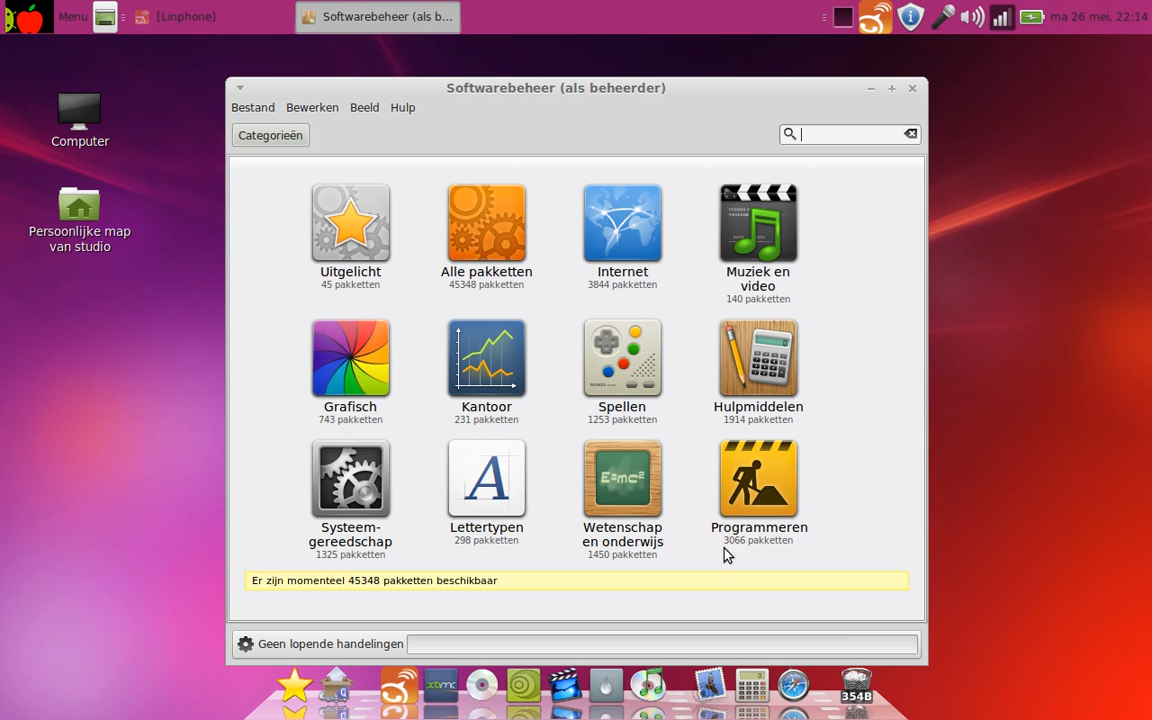 Menu
[Linphone]
Softwarebeheer (als b...
ma 26 mei, 22:14
Computer
Persoonlijke map
van studio
Softwarebeheer (als beheerder)
Bestand Bewerken Beeld Hulp
Categorieën
Uitgelicht
45 pakketten
Alle pakketten
45348 pakketten
Internet
3844 pakketten
Muziek en
video
140 pakketten
Grafisch
743 pakketten
Kantoor
231 pakketten
Spellen
1253 pakketten
Hulpmiddelen
1914 pakketten
Systeem-
gereedschap
1325 pakketten
A
Lettertypen
298 pakketten
E=mc²
Wetenschap
en onderwijs
1450 pakketten
Programmeren
3066 pakketten
Er zijn momenteel 45348 pakketten beschikbaar
Geen lopende handelingen
xbmc
354B